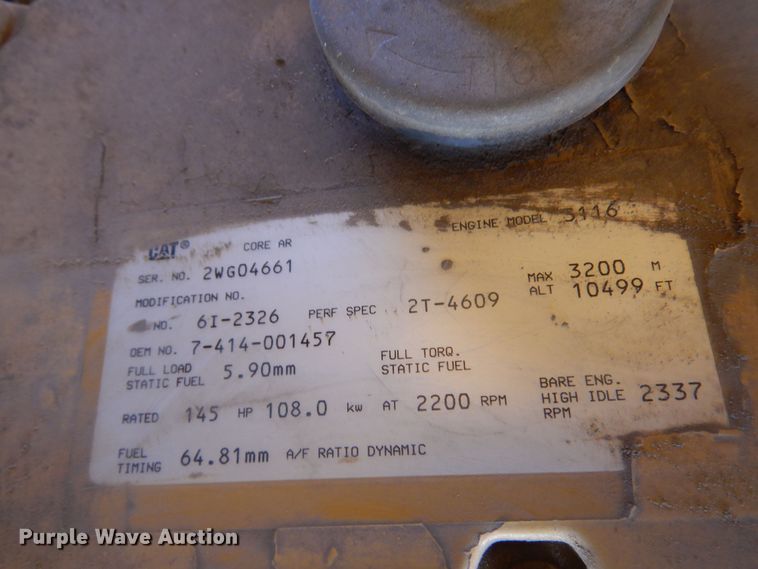 CAT® CORE AR ENGINE MODEL 3116
SER. NO. 2WG04661
MODIFICATION NO.
NO. 6I-2326 PERF SPEC 2T-4609 MAX ALT 3200 M 10499 FT
OEM NO. 7-414-001457
FULL LOAD STATIC FUEL 5.90mm FULL TORQ. STATIC FUEL
RATED 145 HP 108.0 kw AT 2200 RPM BARE ENG. HIGH IDLE RPM 2337
FUEL TIMING 64.81mm A/F RATIO DYNAMIC
Purple Wave Auction®